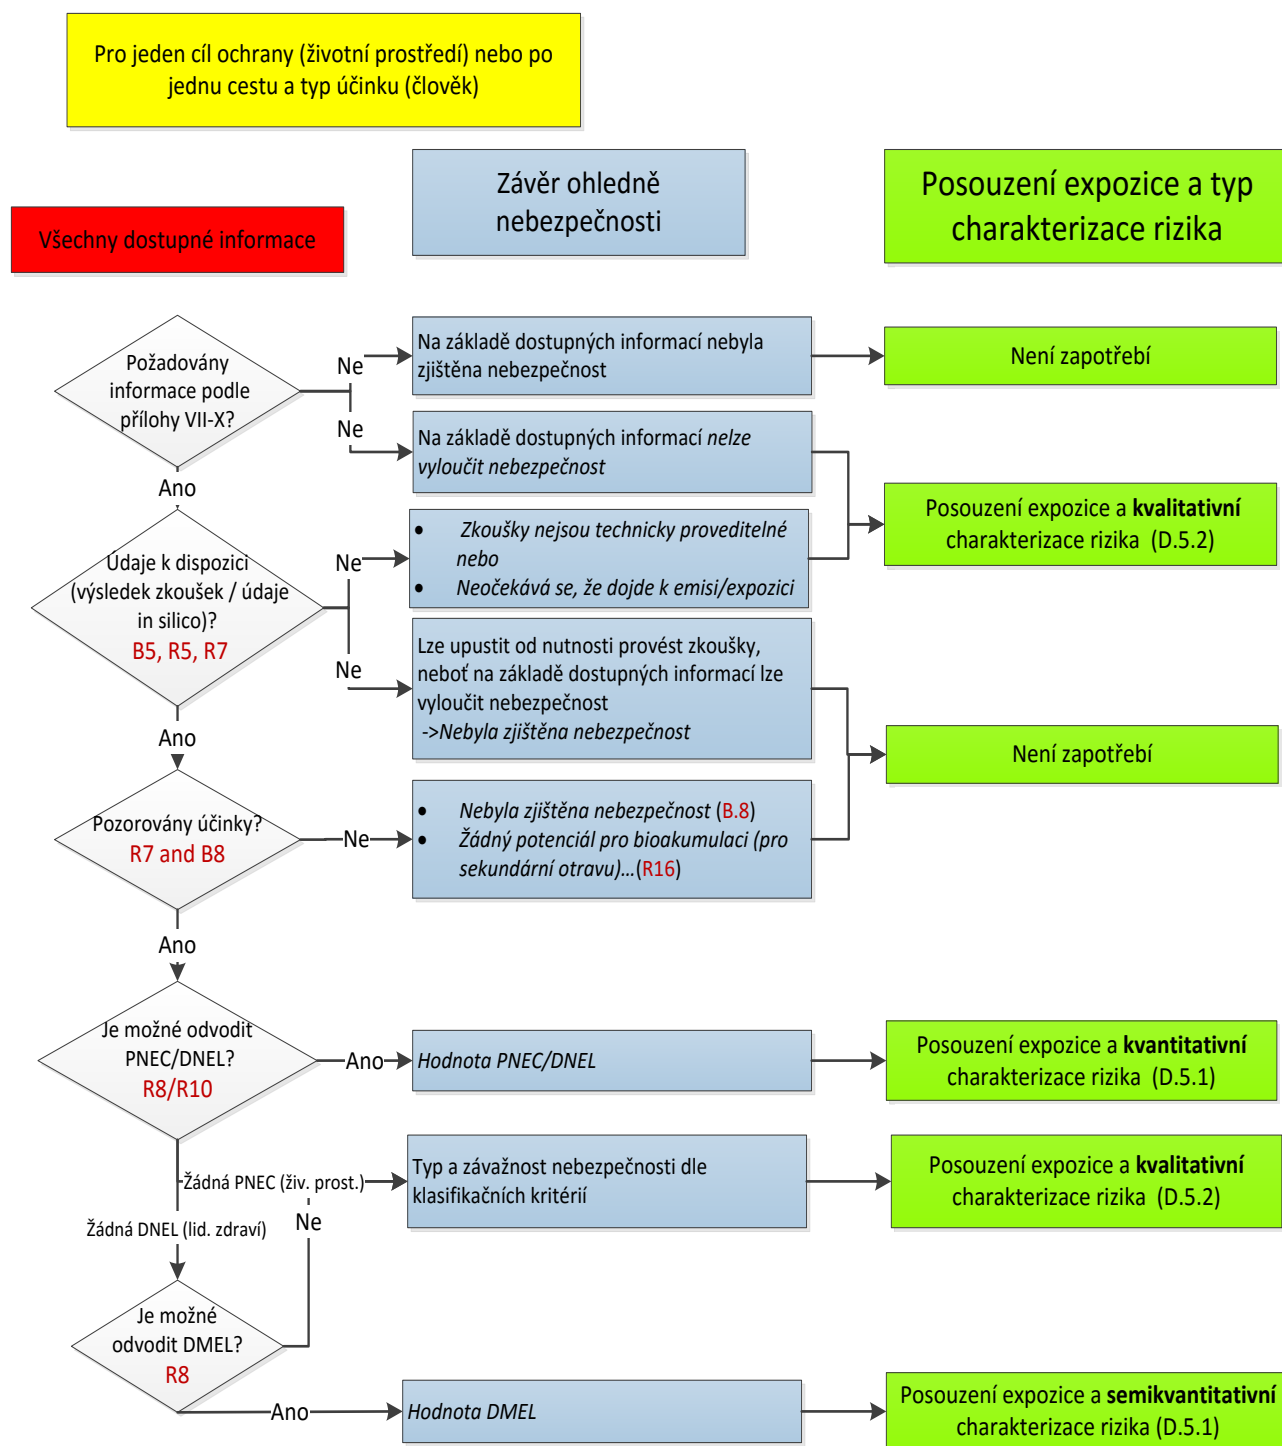 Pro jeden cíl ochrany (životní prostředí) nebo po
jednu cestu a typ účinku (člověk)
Závěr ohledně
nebezpečnosti
Posouzení expozice a typ
charakterizace rizika
Všechny dostupné informace
Požadovány
informace podle
přílohy VII-X?
Ne
Na základě dostupných informací nebyla
zjištěna nebezpečnost
Není zapotřebí
Ne
Na základě dostupných informací nelze
vyloučit nebezpečnost
Ano
Posouzení expozice a kvalitativní
charakterizace rizika (D.5.2)
Údaje k dispozici
(výsledek zkoušek / údaje
in silico)?
B5, R5, R7
Ne
• Zkoušky nejsou technicky proveditelné
nebo
• Neočekává se, že dojde k emisi/expozici
Ne
Lze upustit od nutnosti provést zkoušky,
neboť na základě dostupných informací lze
vyloučit nebezpečnost
->Nebyla zjištěna nebezpečnost
Ano
Není zapotřebí
Pozorovány účinky?
R7 and B8
Ne
• Nebyla zjištěna nebezpečnost (B.8)
• Žádný potenciál pro bioakumulaci (pro
sekundární otravu)…(R16)
Ano
Je možné odvodit
PNEC/DNEL?
R8/R10
Ano
Hodnota PNEC/DNEL
Posouzení expozice a kvantitativní
charakterizace rizika (D.5.1)
Žádná PNEC (živ. prost.)
Typ a závažnost nebezpečnosti dle
klasifikačních kritérií
Posouzení expozice a kvalitativní
charakterizace rizika (D.5.2)
Ne
Žádná DNEL (lid. zdraví)
Je možné
odvodit DMEL?
R8
Ano
Hodnota DMEL
Posouzení expozice a semikvantitativní
charakterizace rizika (D.5.1)